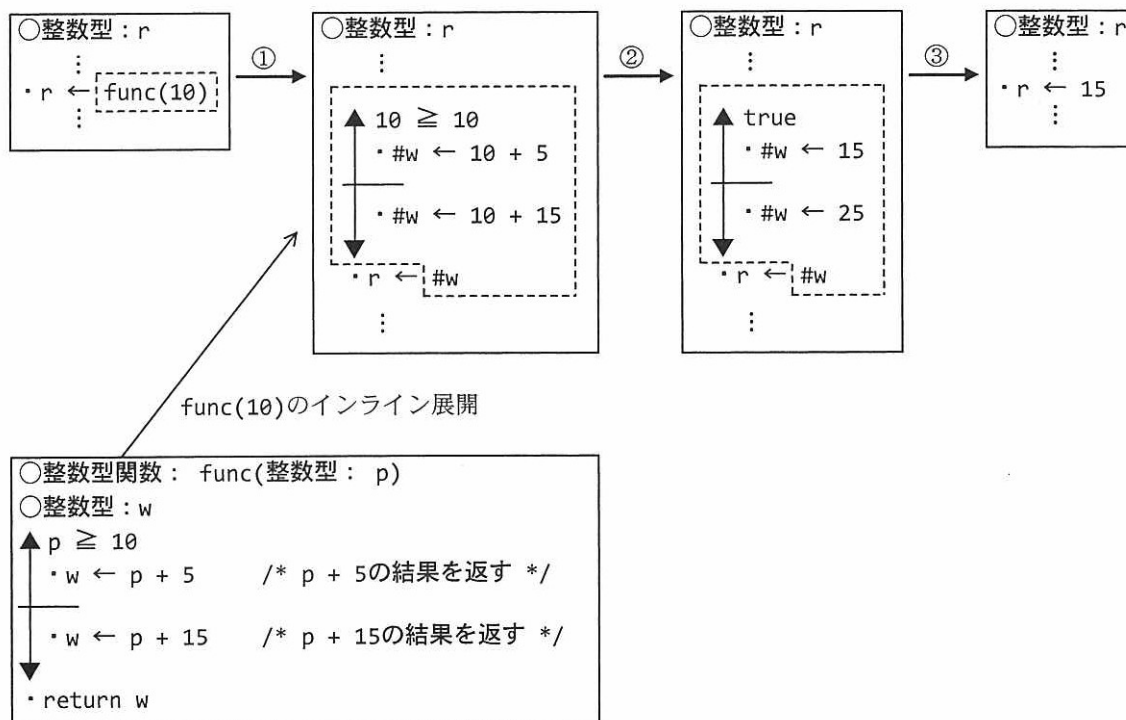 ○整数型:r
⋮
・r ← func(10)
⋮
①
○整数型:r
⋮
10 ≧ 10
・#w ← 10 + 5
・#w ← 10 + 15
・r ← #w
⋮
②
○整数型:r
⋮
true
・#w ← 15
・#w ← 25
・r ← #w
⋮
③
○整数型:r
⋮
・r ← 15
⋮
func(10)のインライン展開
○整数型関数: func(整数型: p)
○整数型:w
p ≧ 10
・w ← p + 5 /* p + 5の結果を返す */
・w ← p + 15 /* p + 15の結果を返す */
・return w